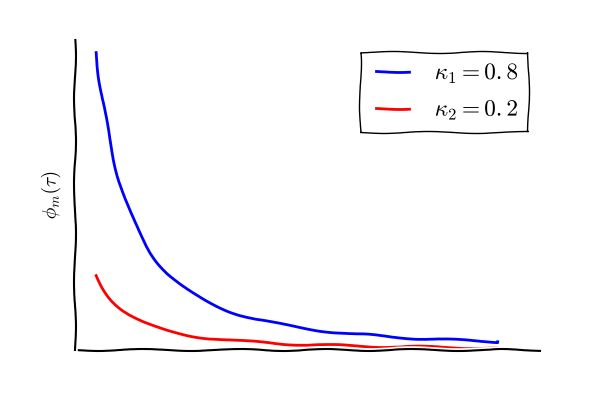 κ₁ = 0.8
κ₂ = 0.2
ϕₘ(τ)